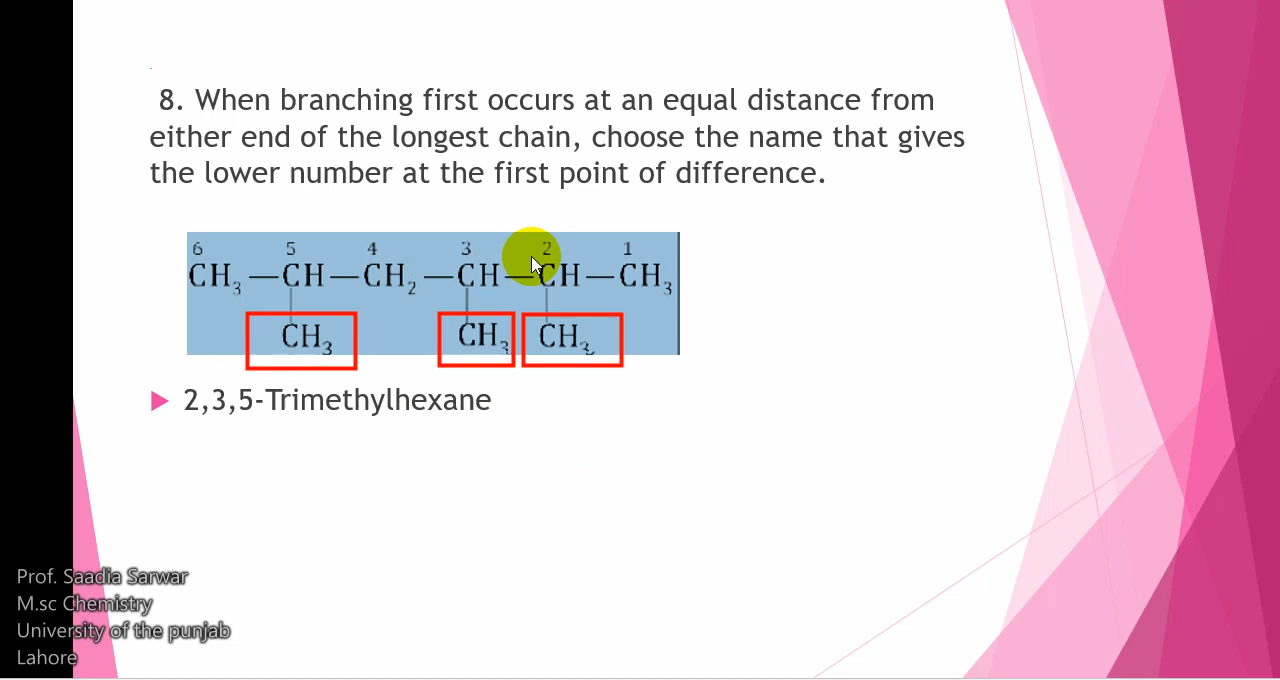 8. When branching first occurs at an equal distance from
either end of the longest chain, choose the name that gives
the lower number at the first point of difference.
6 5 4 3 2 1
CH₃—CH—CH₂—CH—CH—CH₃
CH₃ CH₃ CH₃
2,3,5-Trimethylhexane
Prof. Saadia Sarwar
M.sc Chemistry
University of the punjab
Lahore